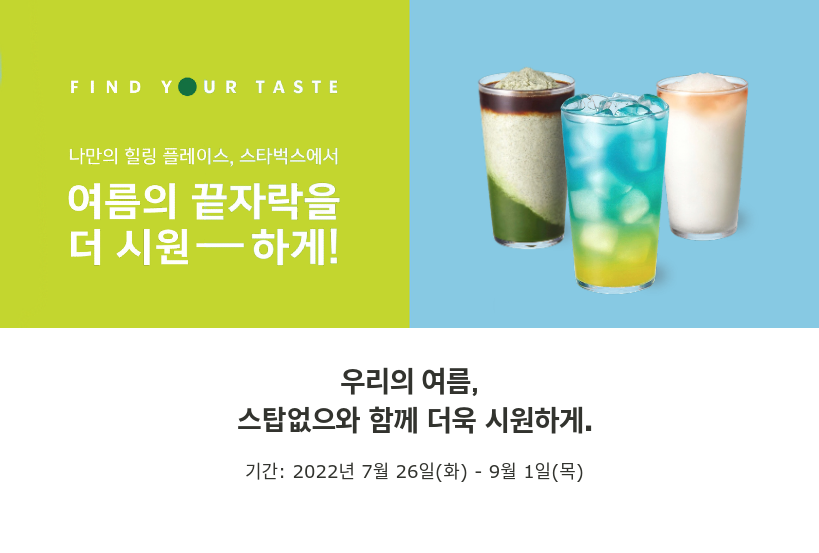 FIND YOUR TASTE
나만의 힐링 플레이스, 스타벅스에서
여름의 끝자락을
더 시원──하게!
우리의 여름,
스탑없으와 함께 더욱 시원하게.
기간: 2022년 7월 26일(화) - 9월 1일(목)